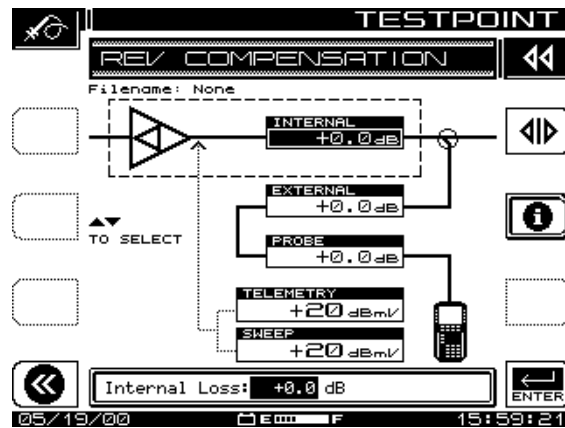 TESTPOINT
REV COMPENSATION
Filename: None
INTERNAL
+0.0dB
EXTERNAL
+0.0dB
TO SELECT
PROBE
+0.0dB
TELEMETRY
+20 dBmV
SWEEP
+20 dBmV
Internal Loss: +0.0 dB
ENTER
05/19/00 E F 15:59:21